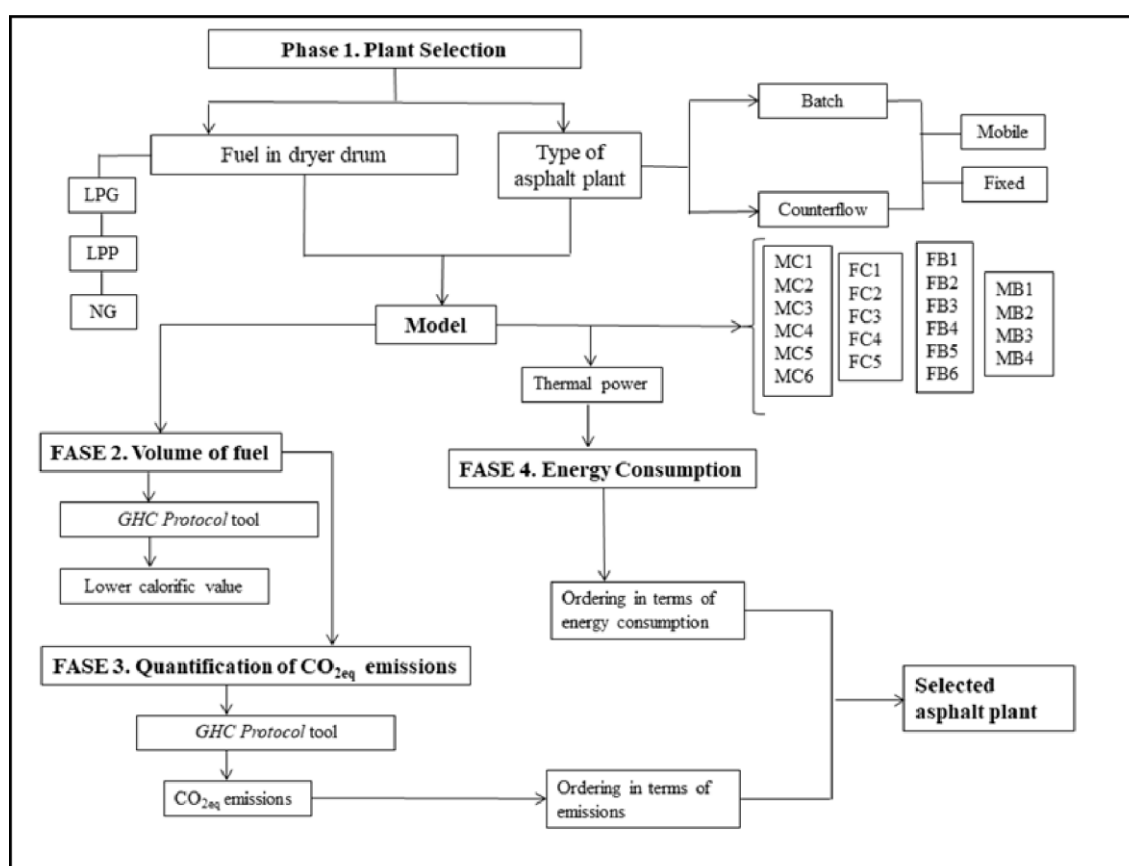 Phase 1. Plant Selection
Fuel in dryer drum
LPG
LPP
NG
Type of
asphalt plant
Batch
Counterflow
Mobile
Fixed
Model
MC1
MC2
MC3
MC4
MC5
MC6
FC1
FC2
FC3
FC4
FC5
FB1
FB2
FB3
FB4
FB5
FB6
MB1
MB2
MB3
MB4
Thermal power
FASE 2. Volume of fuel
GHC Protocol tool
Lower calorific value
FASE 4. Energy Consumption
Ordering in terms of
energy consumption
FASE 3. Quantification of CO2eq emissions
GHC Protocol tool
CO2eq emissions
Ordering in terms of
emissions
Selected
asphalt plant